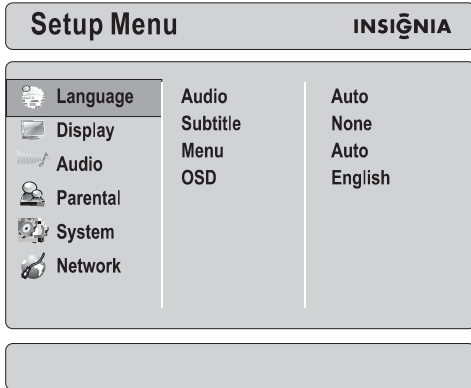 Setup Menu
INSIGNIA
Language
Display
Audio
Parental
System
Network
Audio Auto
Subtitle None
Menu Auto
OSD English